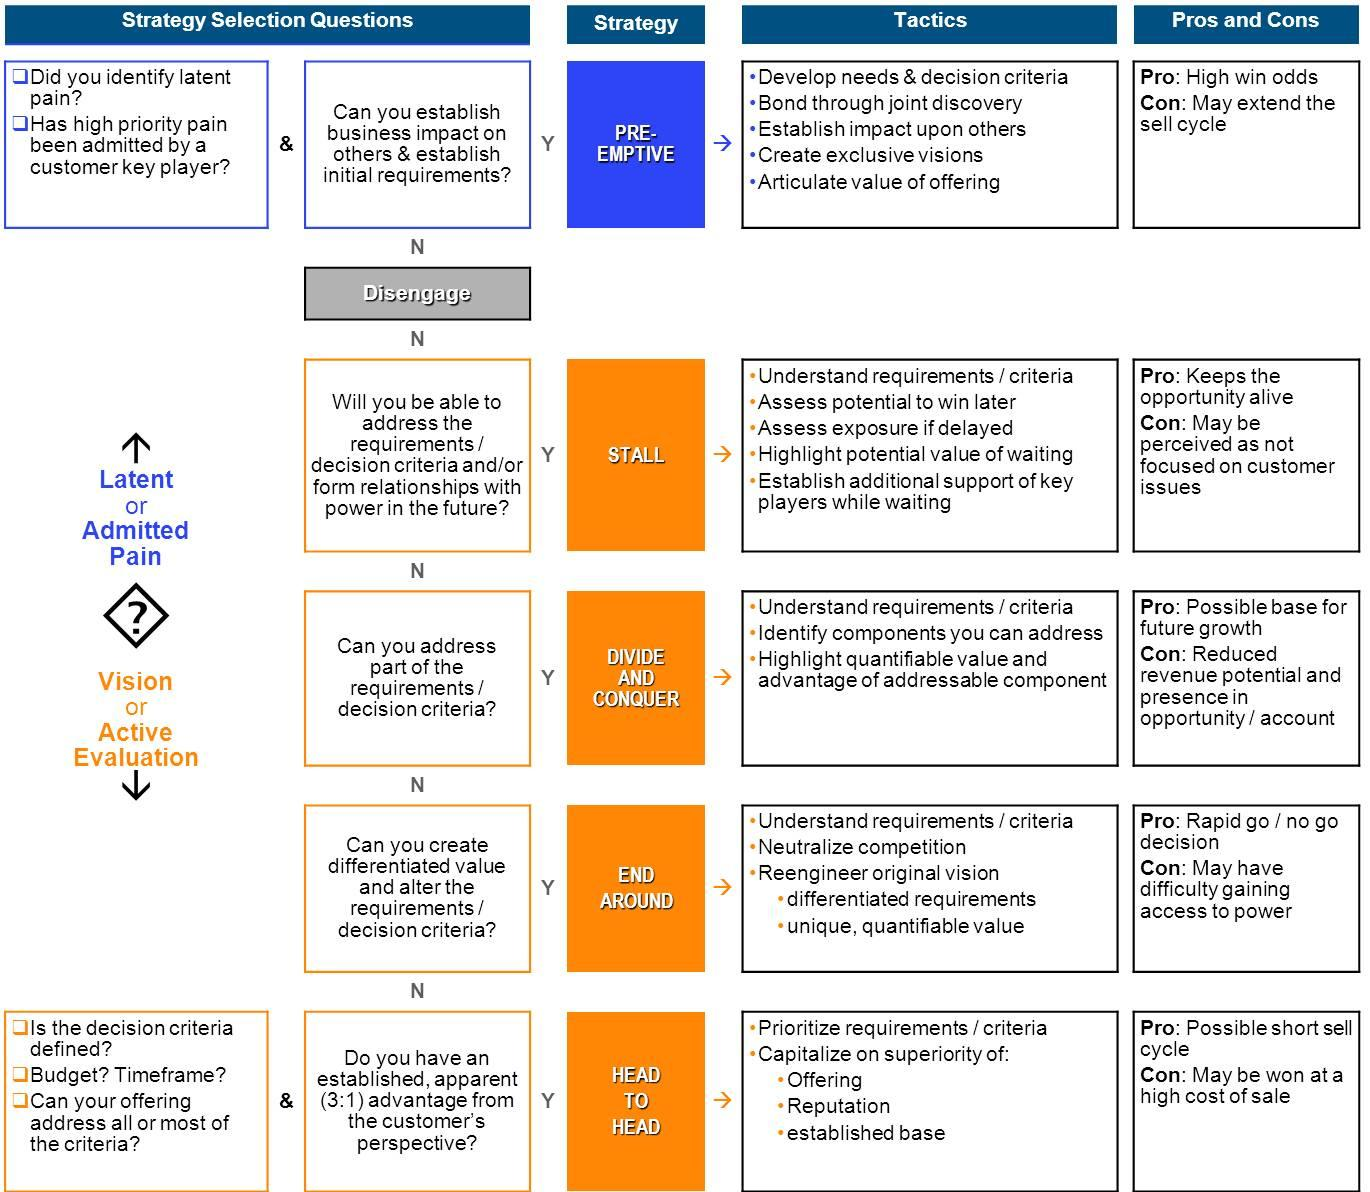 Strategy Selection Questions
Strategy
Tactics
Pros and Cons
❑Did you identify latent
pain?
❑Has high priority pain
been admitted by a
customer key player?
&
Can you establish
business impact on
others & establish
initial requirements?
Y
PRE-
EMPTIVE
→
•Develop needs & decision criteria
•Bond through joint discovery
•Establish impact upon others
•Create exclusive visions
•Articulate value of offering
Pro: High win odds
Con: May extend the
sell cycle
N
Disengage
N
Will you be able to
address the
requirements /
decision criteria and/or
form relationships with
power in the future?
Y
STALL
→
•Understand requirements / criteria
•Assess potential to win later
•Assess exposure if delayed
•Highlight potential value of waiting
•Establish additional support of key
players while waiting
Pro: Keeps the
opportunity alive
Con: May be
perceived as not
focused on customer
issues
↑
Latent
or
Admitted
Pain
?
Vision
or
Active
Evaluation
↓
N
Can you address
part of the
requirements /
decision criteria?
Y
DIVIDE
AND
CONQUER
→
•Understand requirements / criteria
•Identify components you can address
•Highlight quantifiable value and
advantage of addressable component
Pro: Possible base for
future growth
Con: Reduced
revenue potential and
presence in
opportunity / account
N
Can you create
differentiated value
and alter the
requirements /
decision criteria?
Y
END
AROUND
→
•Understand requirements / criteria
•Neutralize competition
•Reengineer original vision
•differentiated requirements
•unique, quantifiable value
Pro: Rapid go / no go
decision
Con: May have
difficulty gaining
access to power
N
❑Is the decision criteria
defined?
❑Budget? Timeframe?
❑Can your offering
address all or most of
the criteria?
&
Do you have an
established, apparent
(3:1) advantage from
the customer's
perspective?
Y
HEAD
TO
HEAD
→
•Prioritize requirements / criteria
•Capitalize on superiority of:
•Offering
•Reputation
•established base
Pro: Possible short sell
cycle
Con: May be won at a
high cost of sale